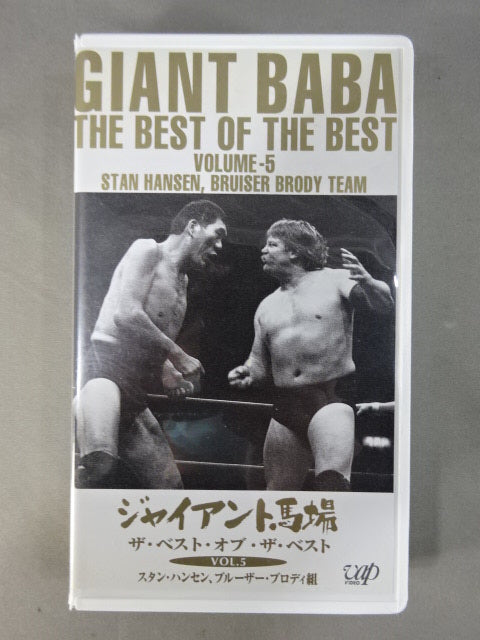 GIANT BABA
THE BEST OF THE BEST
VOLUME-5
STAN HANSEN, BRUISER BRODY TEAM
ジャイアント馬場
ザ・ベスト・オブ・ザ・ベスト
VOL.5
スタン・ハンセン、ブルーザー・ブロディ組
vap
VIDEO